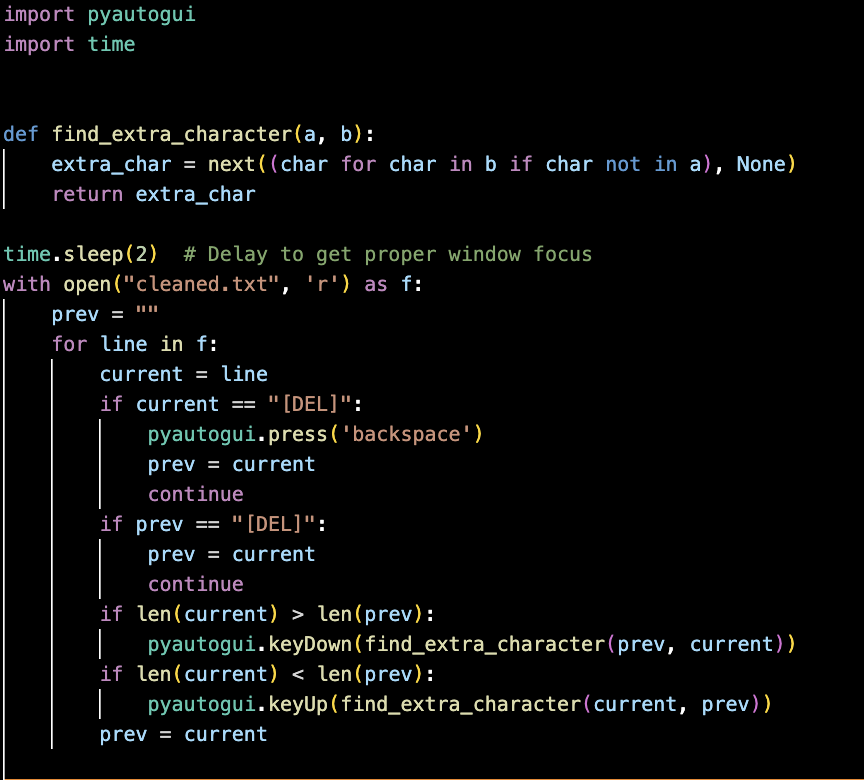 import pyautogui
import time
def find_extra_character(a, b):
    extra_char = next((char for char in b if char not in a), None)
    return extra_char
time.sleep(2)  # Delay to get proper window focus
with open("cleaned.txt", 'r') as f:
    prev = ""
    for line in f:
        current = line
        if current == "[DEL]":
            pyautogui.press('backspace')
            prev = current
            continue
        if prev == "[DEL]":
            prev = current
            continue
        if len(current) > len(prev):
            pyautogui.keyDown(find_extra_character(prev, current))
        if len(current) < len(prev):
            pyautogui.keyUp(find_extra_character(current, prev))
        prev = current